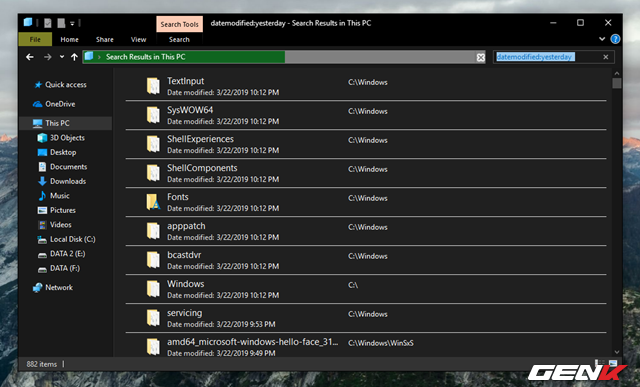 Search Tools
datemodified:yesterday - Search Results in This PC
File Home Share View Search
Search Results in This PC
datemodified:yesterday
Quick access
OneDrive
This PC
3D Objects
Desktop
Documents
Downloads
Music
Pictures
Videos
Local Disk (C:)
DATA 2 (E:)
DATA (F:)
Network
TextInput C:\Windows
Date modified: 3/22/2019 10:12 PM
SysWOW64 C:\Windows
Date modified: 3/22/2019 10:12 PM
ShellExperiences C:\Windows
Date modified: 3/22/2019 10:12 PM
ShellComponents C:\Windows
Date modified: 3/22/2019 10:12 PM
Fonts C:\Windows
Date modified: 3/22/2019 10:12 PM
apppatch C:\Windows
Date modified: 3/22/2019 10:12 PM
bcastdvr C:\Windows
Date modified: 3/22/2019 10:12 PM
Windows C:\
Date modified: 3/22/2019 10:12 PM
servicing C:\Windows
Date modified: 3/22/2019 9:53 PM
amd64_microsoft-windows-hello-face_31... C:\Windows\WinSxS
Date modified: 3/22/2019 9:49 PM
882 items
GENK